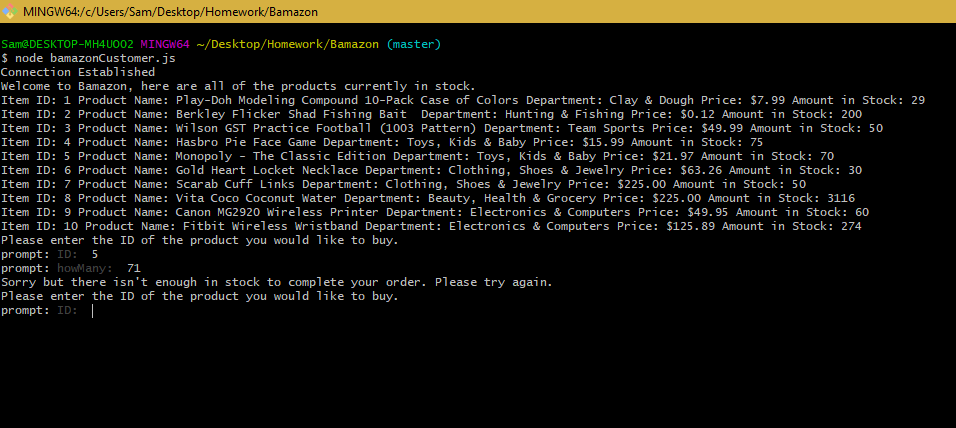 MINGW64:/c/Users/Sam/Desktop/Homework/Bamazon
Sam@DESKTOP-MH4UOO2 MINGW64 ~/Desktop/Homework/Bamazon (master)
$ node bamazonCustomer.js
Connection Established
Welcome to Bamazon, here are all of the products currently in stock.
Item ID: 1 Product Name: Play-Doh Modeling Compound 10-Pack Case of Colors Department: Clay & Dough Price: $7.99 Amount in Stock: 29
Item ID: 2 Product Name: Berkley Flicker Shad Fishing Bait  Department: Hunting & Fishing Price: $0.12 Amount in Stock: 200
Item ID: 3 Product Name: Wilson GST Practice Football (1003 Pattern) Department: Team Sports Price: $49.99 Amount in Stock: 50
Item ID: 4 Product Name: Hasbro Pie Face Game Department: Toys, Kids & Baby Price: $15.99 Amount in Stock: 75
Item ID: 5 Product Name: Monopoly - The Classic Edition Department: Toys, Kids & Baby Price: $21.97 Amount in Stock: 70
Item ID: 6 Product Name: Gold Heart Locket Necklace Department: Clothing, Shoes & Jewelry Price: $63.26 Amount in Stock: 30
Item ID: 7 Product Name: Scarab Cuff Links Department: Clothing, Shoes & Jewelry Price: $225.00 Amount in Stock: 50
Item ID: 8 Product Name: Vita Coco Coconut Water Department: Beauty, Health & Grocery Price: $225.00 Amount in Stock: 3116
Item ID: 9 Product Name: Canon MG2920 Wireless Printer Department: Electronics & Computers Price: $49.95 Amount in Stock: 60
Item ID: 10 Product Name: Fitbit Wireless Wristband Department: Electronics & Computers Price: $125.89 Amount in Stock: 274
Please enter the ID of the product you would like to buy.
prompt: ID:  5
prompt: howMany:  71
Sorry but there isn't enough in stock to complete your order. Please try again.
Please enter the ID of the product you would like to buy.
prompt: ID: